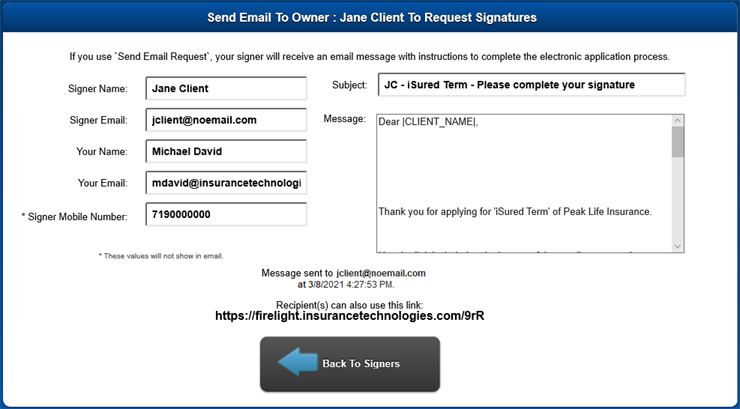 Send Email To Owner : Jane Client To Request Signatures
If you use `Send Email Request`, your signer will receive an email message with instructions to complete the electronic application process.
Signer Name: Jane Client
Signer Email: jclient@noemail.com
Your Name: Michael David
Your Email: mdavid@insurancetechnologi
* Signer Mobile Number: 7190000000
* These values will not show in email.
Subject: JC - iSured Term - Please complete your signature
Message: Dear |CLIENT_NAME|,
Thank you for applying for 'iSured Term' of Peak Life Insurance.
Message sent to jclient@noemail.com
at 3/8/2021 4:27:53 PM.
Recipient(s) can also use this link:
https://firelight.insurancetechnologies.com/9rR
Back To Signers